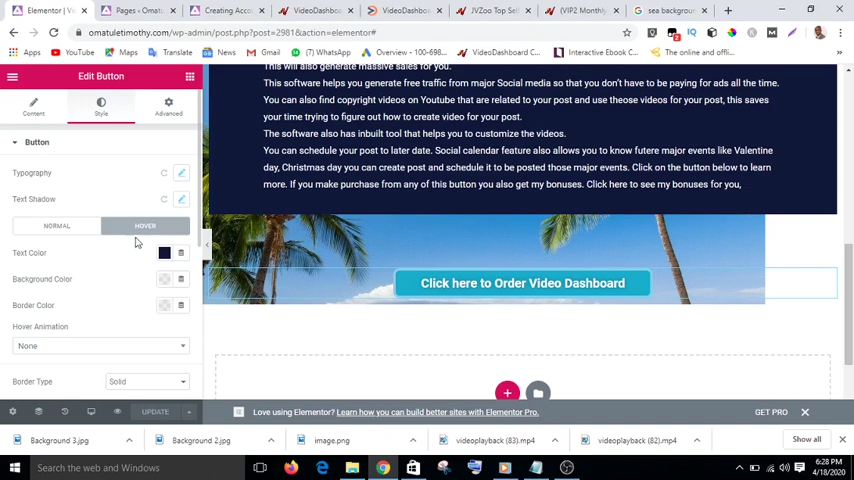 Elementor | Vi
Pages ‹ Omatu
Creating Accou
VideoDashboa
VideoDashboa
JVZoo Top Sell
(VIP2 Monthly
sea backgroun
omatuletimothy.com/wp-admin/post.php?post=2981&action=elementor#
Apps
YouTube
Maps
Translate
News
Gmail
(7) WhatsApp
Overview – 100-698...
VideoDashboard C...
Interactive Ebook C...
The online and offli...
Edit Button
Content
Style
Advanced
Button
Typography
Text Shadow
NORMAL
HOVER
Text Color
Background Color
Border Color
Hover Animation
None
Border Type
Solid
UPDATE
This will also generate massive sales for you.
This software helps you generate free traffic from major Social media so that you don't have to be paying for ads all the time.
You can also find copyright videos on Youtube that are related to your post and use theose videos for your post, this saves
your time trying to figure out how to create video for your post.
The software also has inbuilt tool that helps you to customize the videos.
You can schedule your post to later date. Social calendar feature also allows you to know futere major events like Valentine
day, Christmas day you can create post and schedule it to be posted those major events. Click on the button below to learn
more. If you make purchase from any of this button you also get my bonuses. Click here to see my bonuses for you,
Click here to Order Video Dashboard
Love using Elementor? Learn how you can build better sites with Elementor Pro.
GET PRO
Background 3.jpg
Background 2.jpg
image.png
videoplayback (83).mp4
videoplayback (82).mp4
Show all
Search the web and Windows
6:28 PM
4/18/2020